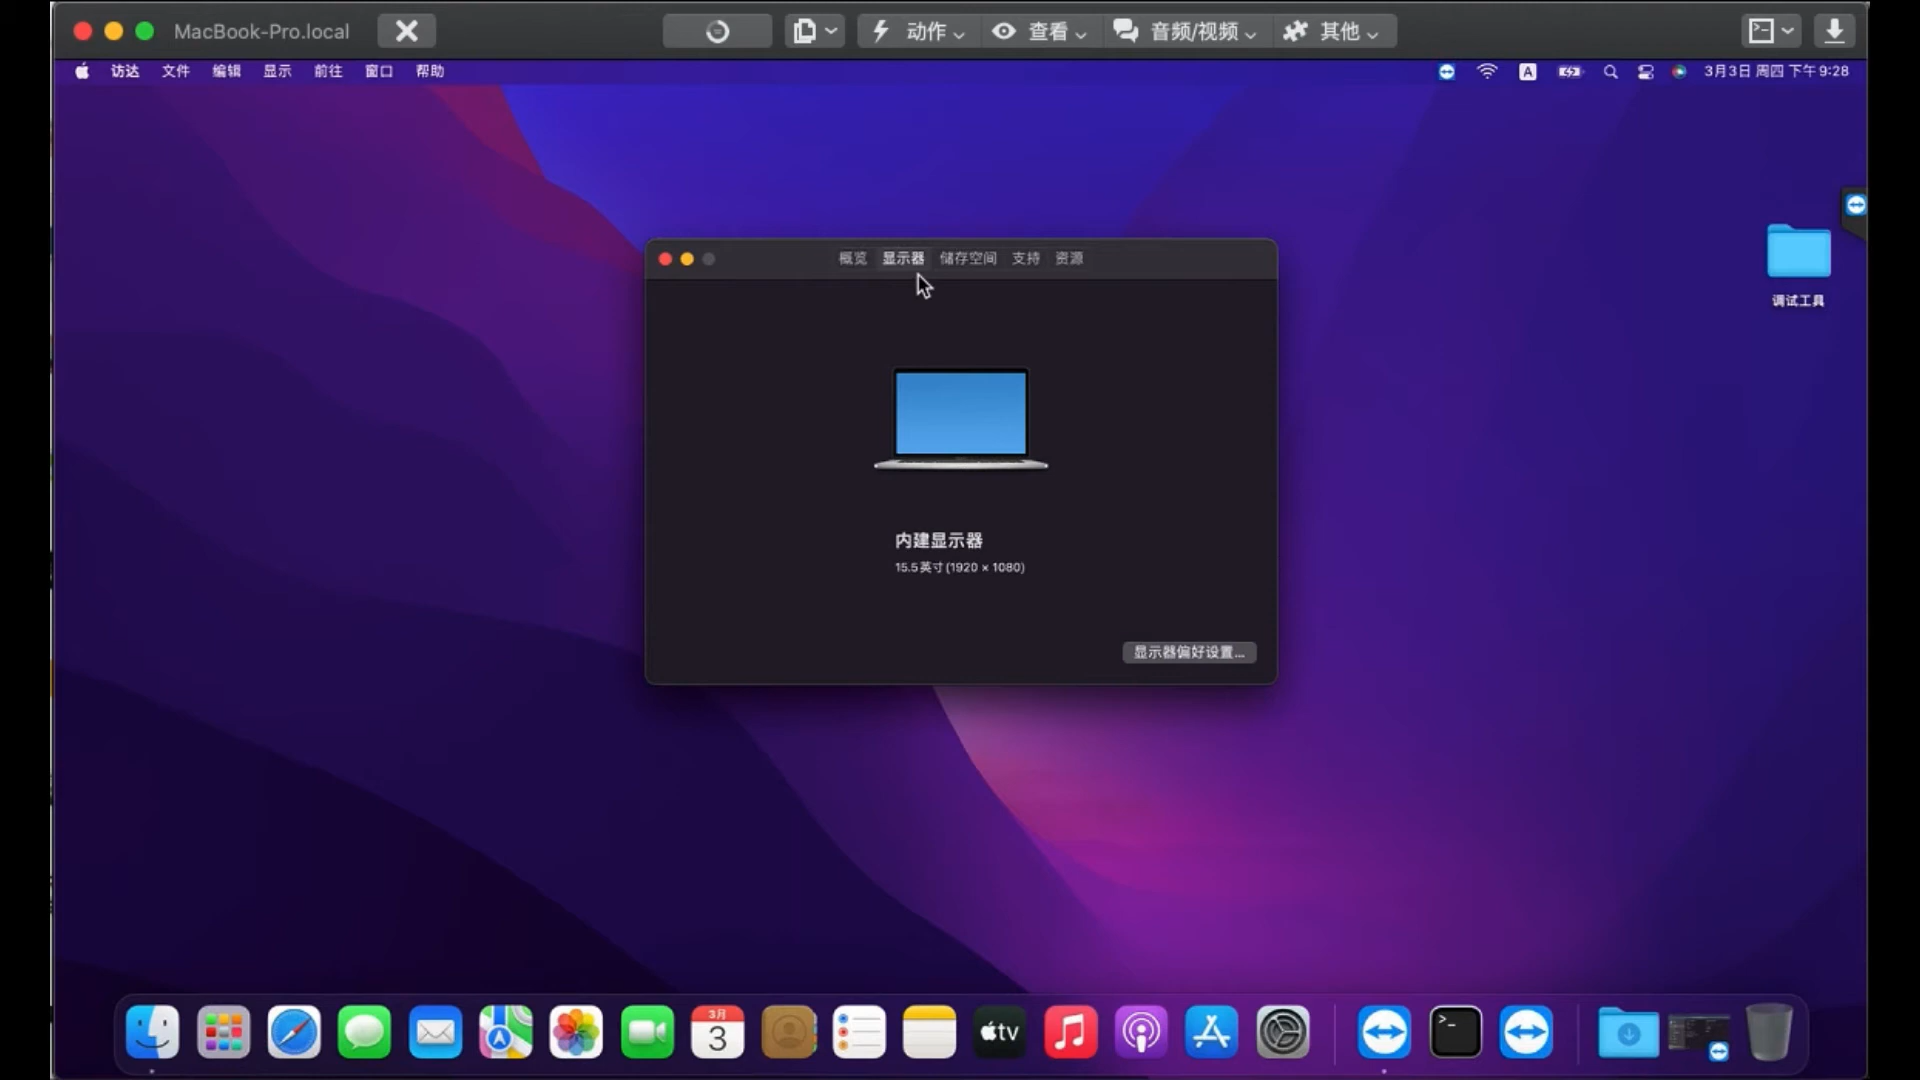 MacBook-Pro.local
动作
查看
音频/视频
其他
访达 文件 编辑 显示 前往 窗口 帮助
A
3月3日 周四 下午9:28
概览 显示器 储存空间 支持 资源
调试工具
内建显示器
15.5英寸 (1920 × 1080)
显示器偏好设置...
3月
3
tv